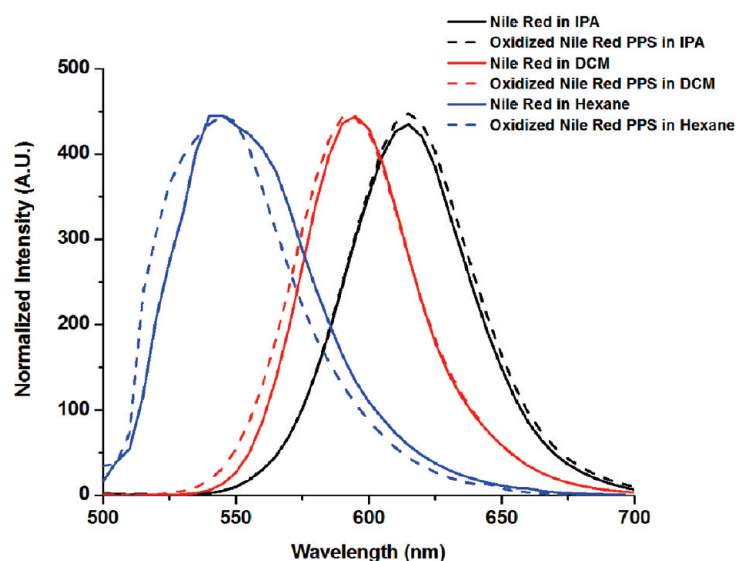 Nile Red in IPA
Oxidized Nile Red PPS in IPA
Nile Red in DCM
Oxidized Nile Red PPS in DCM
Nile Red in Hexane
Oxidized Nile Red PPS in Hexane
500
400
300
200
100
0
Normalized Intensity (A.U.)
500 550 600 650 700
Wavelength (nm)